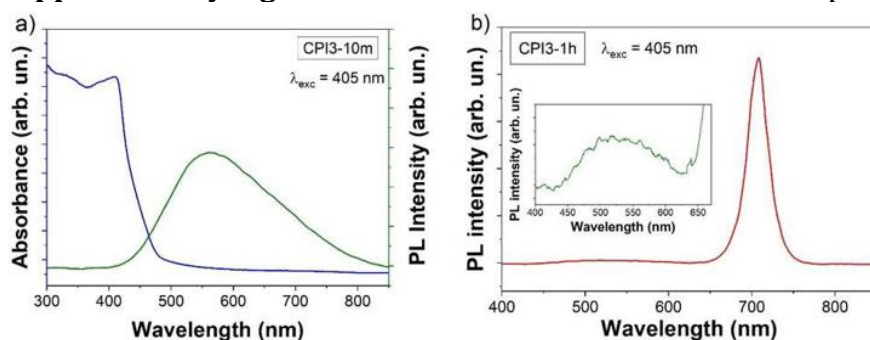 a)
CPI3-10m
λexc = 405 nm
Absorbance (arb. un.)
PL Intensity (arb. un.)
300 400 500 600 700 800
Wavelength (nm)
b)
CPI3-1h λexc = 405 nm
PL intensity (arb. un.)
PL intensity (arb. un.)
400 450 500 550 600 650
Wavelength (nm)
400 500 600 700 800
Wavelength (nm)